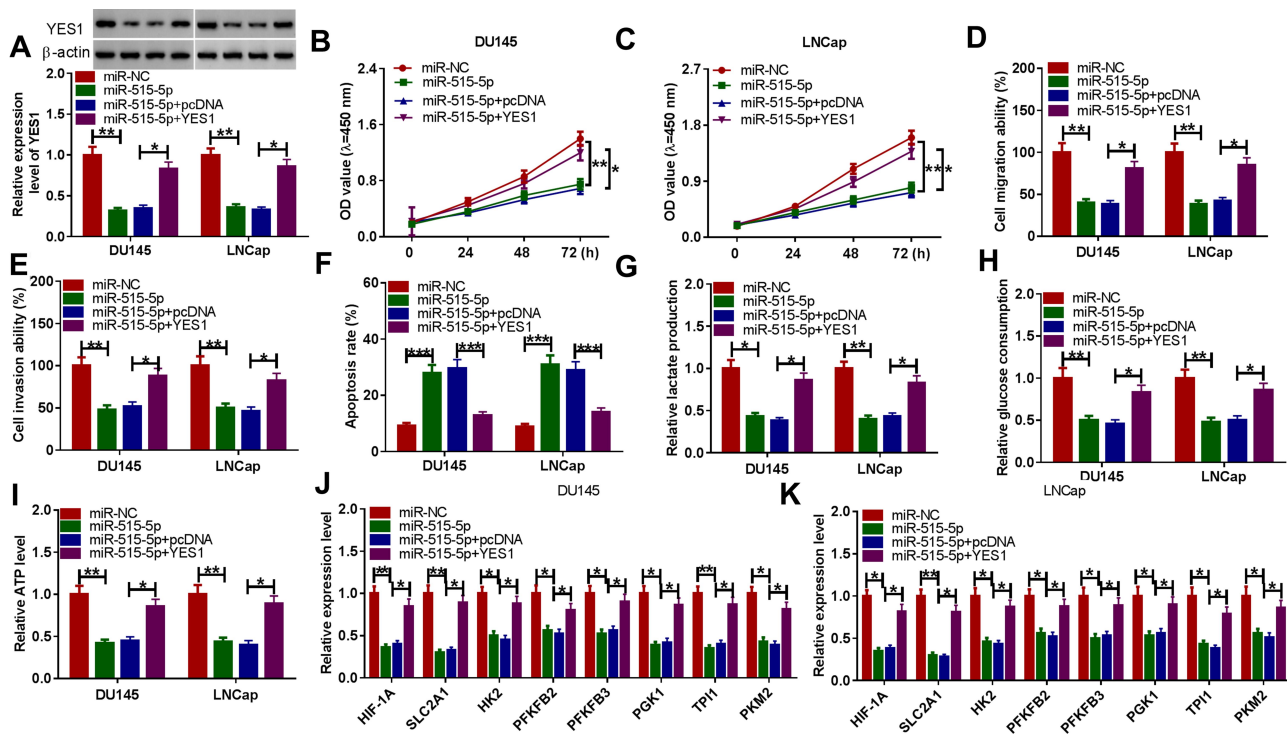 A
YES1
β-actin
miR-NC
miR-515-5p
miR-515-5p+pcDNA
miR-515-5p+YES1
Relative expression
level of YES1
2.0
1.5
1.0
0.5
0.0
** * ** *
DU145 LNCap
B
DU145
miR-NC
miR-515-5p
miR-515-5p+pcDNA
miR-515-5p+YES1
OD value (λ=450 nm)
2.4
1.8
1.2
0.6
0.0
** *
0 24 48 72 (h)
C
LNCap
miR-NC
miR-515-5p
miR-515-5p+pcDNA
miR-515-5p+YES1
OD value (λ=450 nm)
2.7
1.8
0.9
0.0
***
0 24 48 72 (h)
D
miR-NC
miR-515-5p
miR-515-5p+pcDNA
miR-515-5p+YES1
Cell migration ability (%)
200
150
100
50
0
** * ** *
DU145 LNCap
E
miR-NC
miR-515-5p
miR-515-5p+pcDNA
miR-515-5p+YES1
Cell invasion ability (%)
200
150
100
50
0
** * ** *
DU145 LNCap
F
miR-NC
miR-515-5p
miR-515-5p+pcDNA
miR-515-5p+YES1
Apoptosis rate (%)
60
40
20
0
*** *** *** ***
DU145 LNCap
G
miR-NC
miR-515-5p
miR-515-5p+pcDNA
miR-515-5p+YES1
Relative lactate production
2.0
1.5
1.0
0.5
0.0
* * ** *
DU145 LNCap
H
miR-NC
miR-515-5p
miR-515-5p+pcDNA
miR-515-5p+YES1
Relative glucose consumption
2.0
1.5
1.0
0.5
0.0
** * ** *
DU145 LNCap
I
miR-NC
miR-515-5p
miR-515-5p+pcDNA
miR-515-5p+YES1
Relative ATP level
2.0
1.5
1.0
0.5
0.0
** * ** *
DU145 LNCap
J
DU145
miR-NC
miR-515-5p
miR-515-5p+pcDNA
miR-515-5p+YES1
Relative expression level
2.0
1.5
1.0
0.5
0.0
** * ** * * * * * * * * * ** * * *
HIF-1A SLC2A1 HK2 PFKFB2 PFKFB3 PGK1 TPI1 PKM2
K
LNCap
miR-NC
miR-515-5p
miR-515-5p+pcDNA
miR-515-5p+YES1
Relative expression level
2.0
1.5
1.0
0.5
0.0
* * ** * * * * * * * * * * * * *
HIF-1A SLC2A1 HK2 PFKFB2 PFKFB3 PGK1 TPI1 PKM2